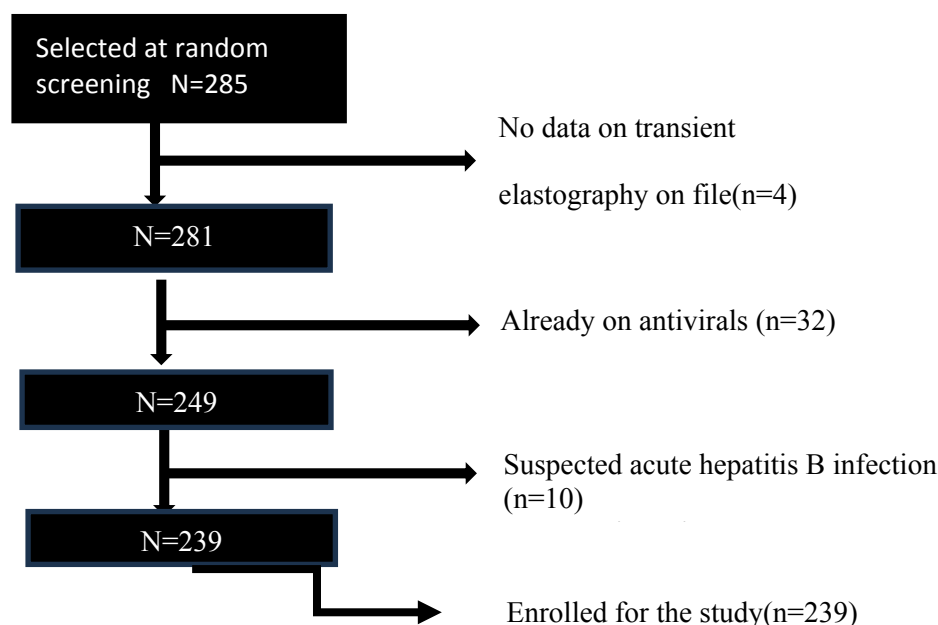 Selected at random
screening N=285
No data on transient
elastography on file(n=4)
N=281
Already on antivirals (n=32)
N=249
Suspected acute hepatitis B infection
(n=10)
N=239
Enrolled for the study(n=239)